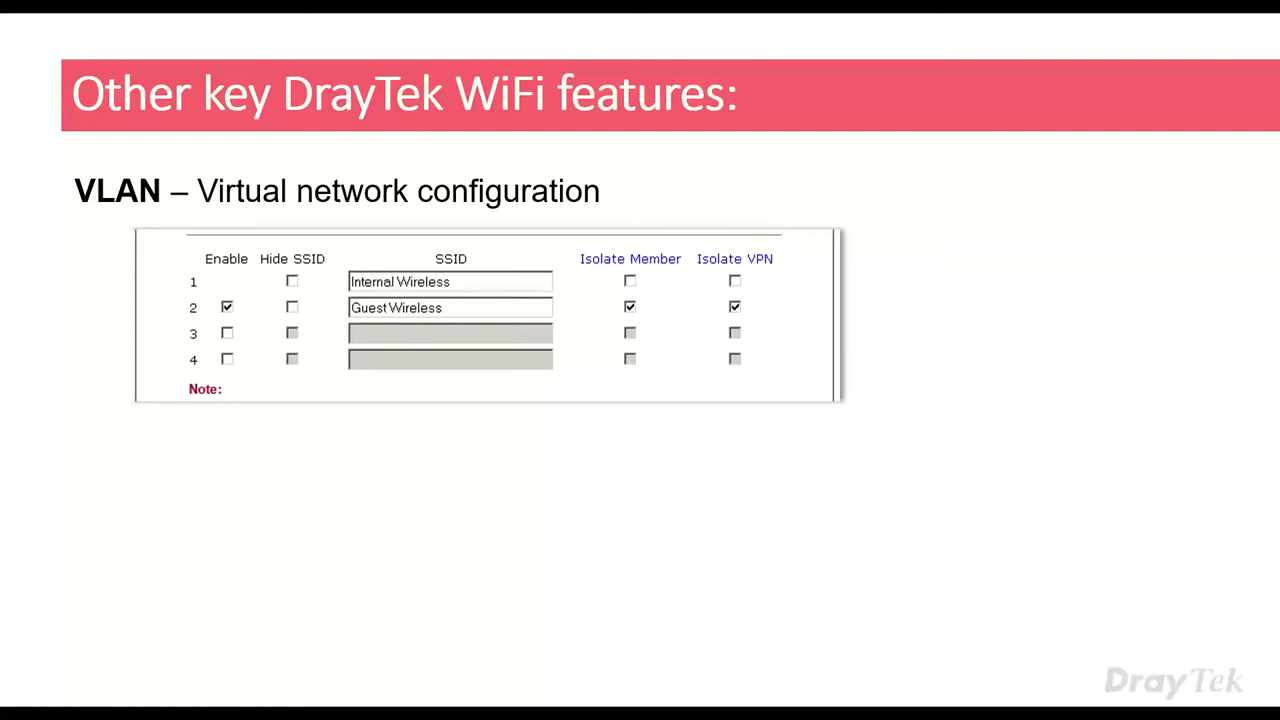 Other key DrayTek WiFi features:
VLAN – Virtual network configuration
Enable Hide SSID SSID Isolate Member Isolate VPN
1 Internal Wireless
2 Guest Wireless
3
4
Note:
DrayTek